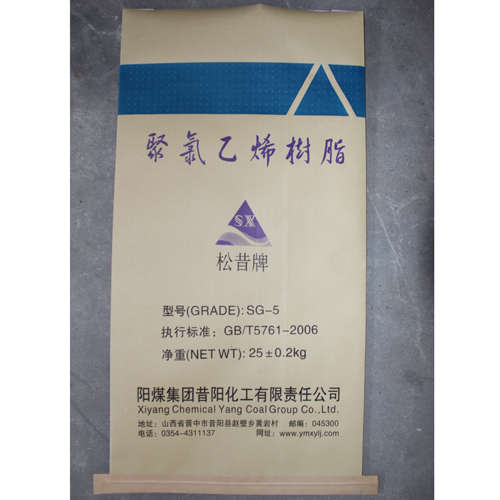 聚氯乙烯樹脂
SX
松昔牌
型号(GRADE): SG-5
执行标准: GB/T5761-2006
净重(NET WT): 25±0.2kg
阳煤集团昔阳化工有限责任公司
Xiyang Chemical Yang Coal Group Co.,Ltd.
地址: 山西省晋中市昔阳县赵壁乡黄岩村 邮编: 045300
电话: 0354-4311137 网址: www.ymxylj.com